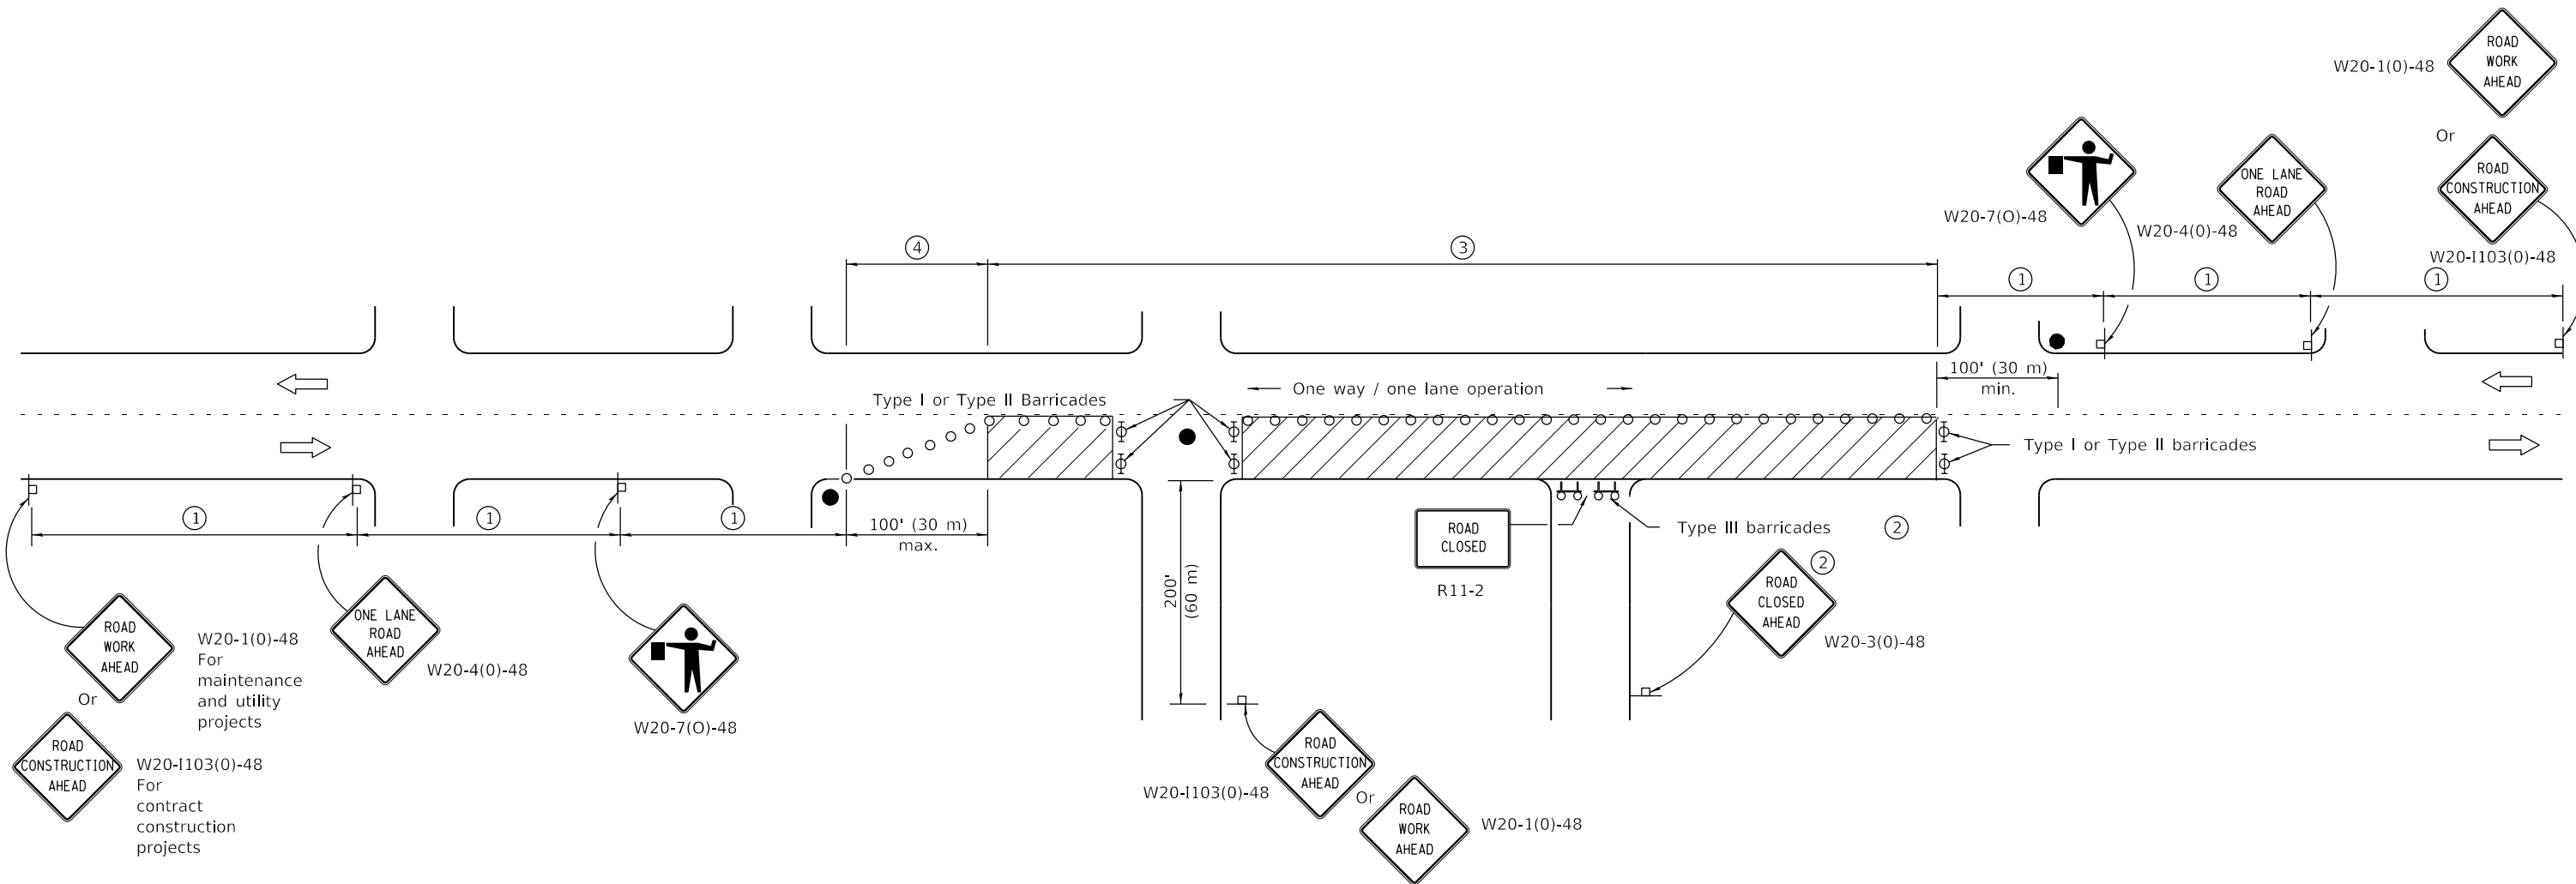 ROAD
WORK
AHEAD
W20-1(0)-48
Or
ROAD
CONSTRUCTION
AHEAD
W20-I103(0)-48
W20-7(O)-48
ONE LANE
ROAD
AHEAD
W20-4(0)-48
4
3
1
1
1
100' (30 m)
min.
One way / one lane operation
Type I or Type II Barricades
Type I or Type II barricades
1
1
1
100' (30 m)
max.
200'
(60 m)
ROAD
CLOSED
R11-2
Type III barricades
2
2
ROAD
CLOSED
AHEAD
W20-3(0)-48
ROAD
WORK
AHEAD
W20-1(0)-48
For
maintenance
and utility
projects
Or
ROAD
CONSTRUCTION
AHEAD
W20-I103(0)-48
For
contract
construction
projects
ONE LANE
ROAD
AHEAD
W20-4(0)-48
W20-7(O)-48
ROAD
CONSTRUCTION
AHEAD
W20-I103(0)-48
Or
ROAD
WORK
AHEAD
W20-1(0)-48